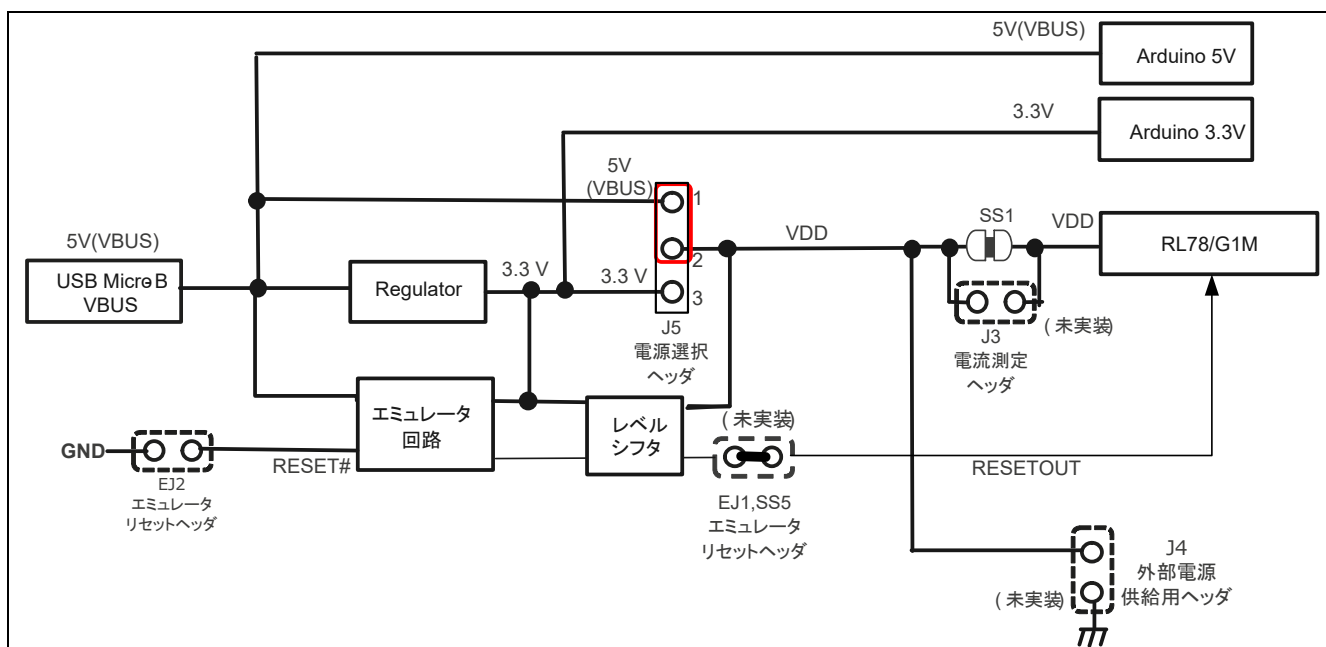 5V(VBUS)
Arduino 5V
3.3V
Arduino 3.3V
5V
(VBUS)
1
2
3
SS1
VDD
VDD
RL78/G1M
5V(VBUS)
USB Micro B
VBUS
Regulator
3.3 V
3.3 V
J5
電源選択
ヘッダ
J3
電流測定
ヘッダ
(未実装)
エミュレータ
回路
レベル
シフタ
(未実装)
GND
RESET#
EJ2
エミュレータ
リセットヘッダ
RESETOUT
EJ1,SS5
エミュレータ
リセットヘッダ
J4
外部電源
供給用ヘッダ
(未実装)